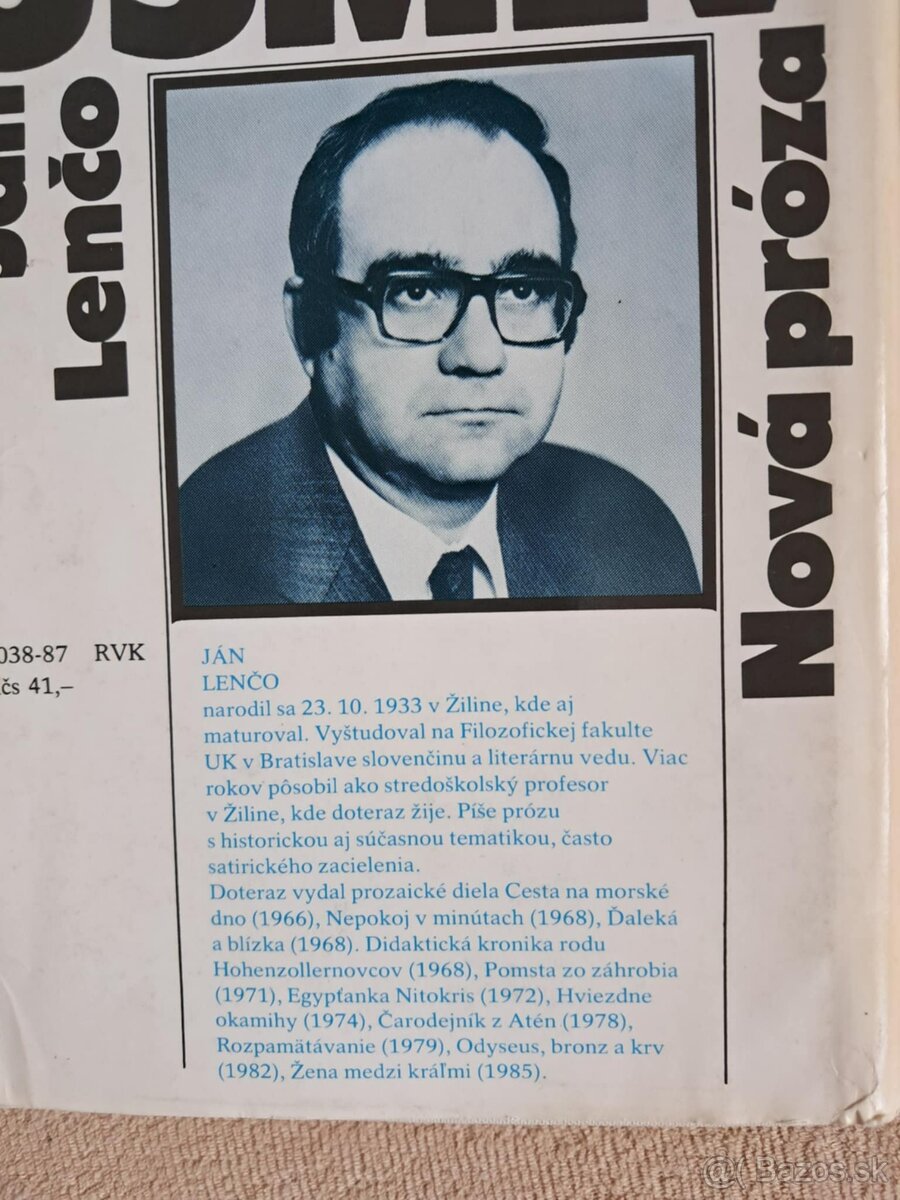 Lenčo
Nová próza
038-87 RVK
čs 41,–
JÁN
LENČO
narodil sa 23. 10. 1933 v Žiline, kde aj
maturoval. Vyštudoval na Filozofickej fakulte
UK v Bratislave slovenčinu a literárnu vedu. Viac
rokov pôsobil ako stredoškolský profesor
v Žiline, kde doteraz žije. Píše prózu
s historickou aj súčasnou tematikou, často
satirického zacielenia.
Doteraz vydal prozaické diela Cesta na morské
dno (1966), Nepokoj v minútach (1968), Ďaleká
a blízka (1968). Didaktická kronika rodu
Hohenzollernovcov (1968), Pomsta zo záhrobia
(1971), Egypťanka Nitokris (1972), Hviezdne
okamihy (1974), Čarodejník z Atén (1978),
Rozpamätávanie (1979), Odyseus, bronz a krv
(1982), Žena medzi kráľmi (1985).
@( Bazos.sk